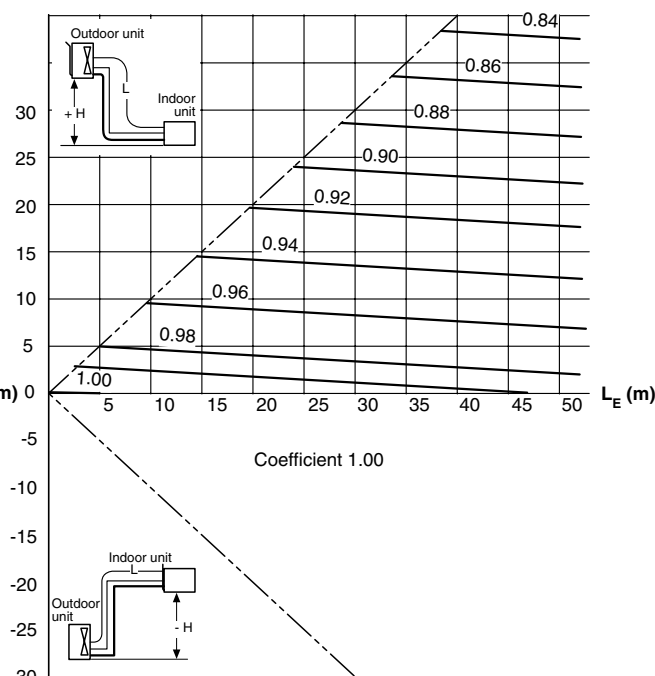 0.84
Outdoor unit
0.86
L
Indoor
unit
+ H
30
0.88
25
0.90
20
0.92
15
0.94
10
0.96
5
0.98
1.00
m) 0
5 10 15 20 25 30 35 40 45 50 L_E (m)
-5
Coefficient 1.00
-10
-15
Indoor unit
L
-20
Outdoor
unit
- H
-25
-30